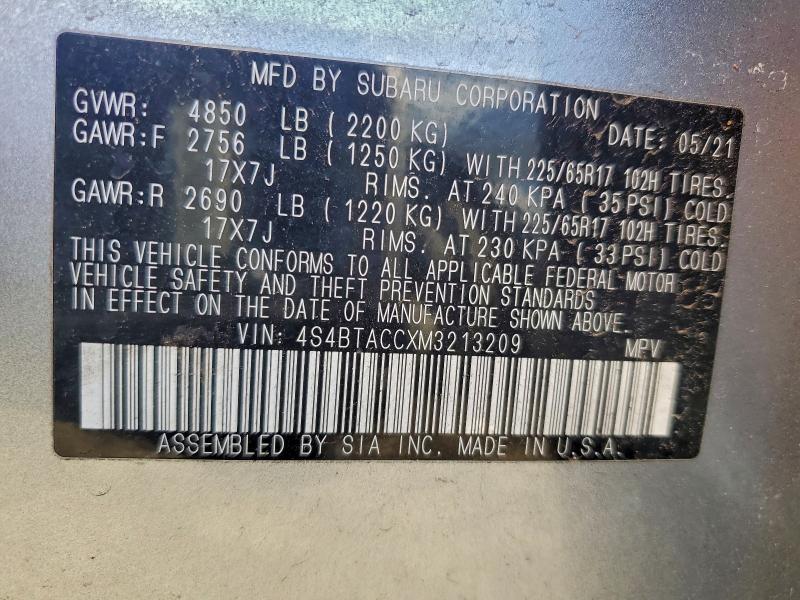 MFD BY SUBARU CORPORATION
GVWR: 4850 LB ( 2200 KG) DATE: 05/21
GAWR:F 2756 LB ( 1250 KG) WITH 225/65R17 102H TIRES.
17X7J RIMS. AT 240 KPA ( 35 PSI) COLD
GAWR:R 2690 LB ( 1220 KG) WITH 225/65R17 102H TIRES.
17X7J RIMS. AT 230 KPA ( 33 PSI) COLD
THIS VEHICLE CONFORMS TO ALL APPLICABLE FEDERAL MOTOR
VEHICLE SAFETY AND THEFT PREVENTION STANDARDS
IN EFFECT ON THE DATE OF MANUFACTURE SHOWN ABOVE.
VIN: 4S4BTACCXM3213209 MPV
ASSEMBLED BY SIA INC. MADE IN U.S.A.